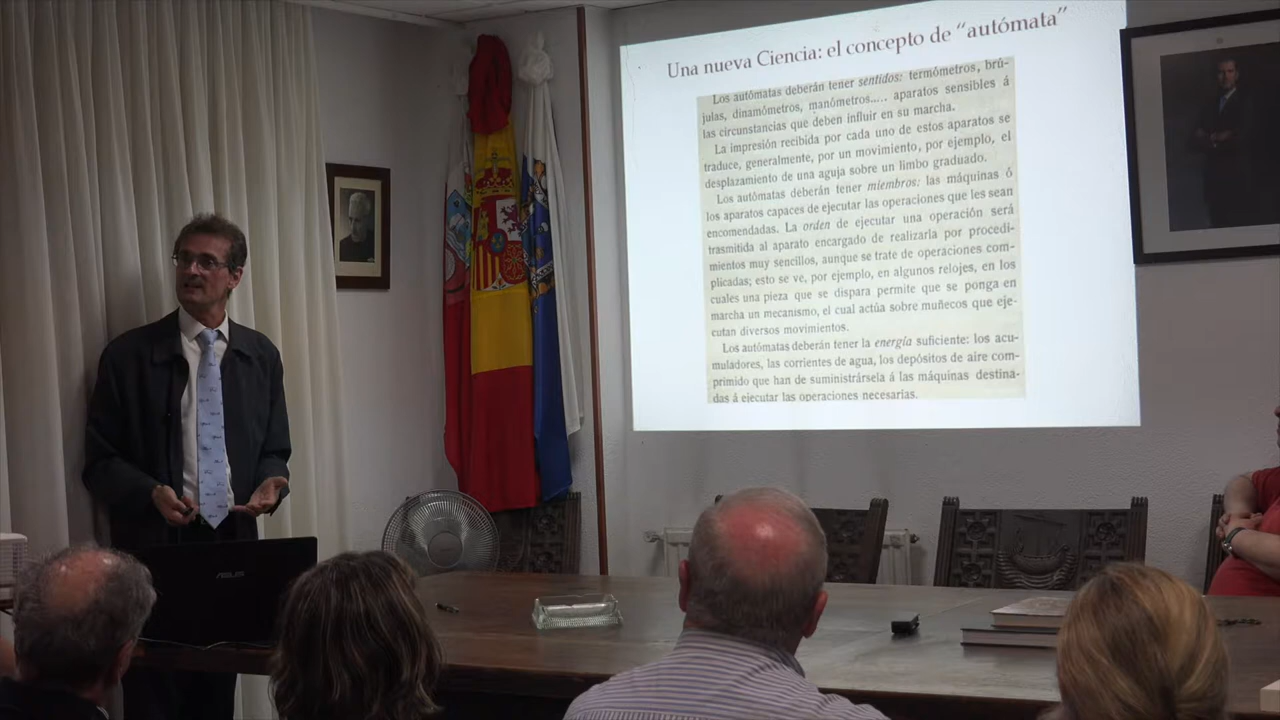 Una nueva Ciencia: el concepto de “autómata”
Los autómatas deberán tener sentidos: termómetros, brú-
julas, dinamómetros, manómetros..... aparatos sensibles á
las circunstancias que deben influir en su marcha.
La impresión recibida por cada uno de estos aparatos se
traduce, generalmente, por un movimiento, por ejemplo, el
desplazamiento de una aguja sobre un limbo graduado.
Los autómatas deberán tener miembros: las máquinas ó
los aparatos capaces de ejecutar las operaciones que les sean
encomendadas. La orden de ejecutar una operación será
trasmitida al aparato encargado de realizarla por procedi-
mientos muy sencillos, aunque se trate de operaciones com-
plicadas; esto se ve, por ejemplo, en algunos relojes, en los
cuales una pieza que se dispara permite que se ponga en
marcha un mecanismo, el cual actúa sobre muñecos que eje-
cutan diversos movimientos.
Los autómatas deberán tener la energía suficiente: los acu-
muladores, las corrientes de agua, los depósitos de aire com-
primido que han de suministrársela á las máquinas destina-
das á ejecutar las operaciones necesarias.
ASUS